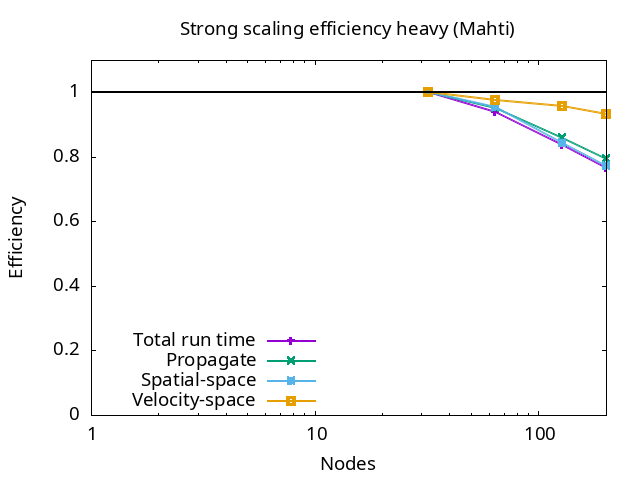 Strong scaling efficiency heavy (Mahti)
1
0.8
0.6
0.4
0.2
0
Efficiency
Total run time
Propagate
Spatial-space
Velocity-space
1
10
100
Nodes